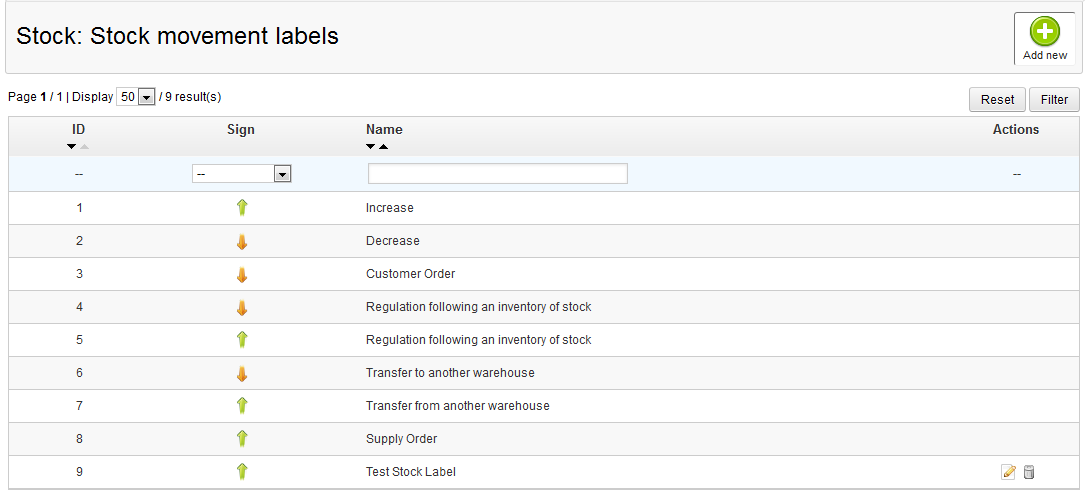 Stock: Stock movement labels
Add new
Page 1 / 1 | Display 50 / 9 result(s)
Reset Filter
ID Sign Name Actions
-- -- --
1 Increase
2 Decrease
3 Customer Order
4 Regulation following an inventory of stock
5 Regulation following an inventory of stock
6 Transfer to another warehouse
7 Transfer from another warehouse
8 Supply Order
9 Test Stock Label